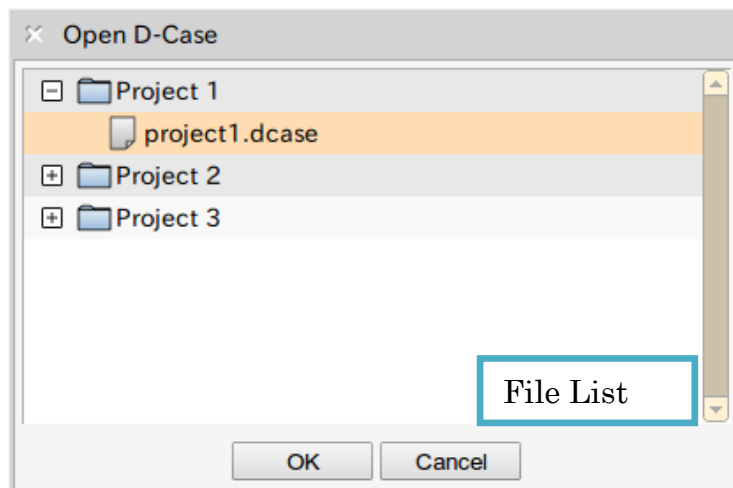 Open D-Case
Project 1
project1.dcase
Project 2
Project 3
File List
OK Cancel